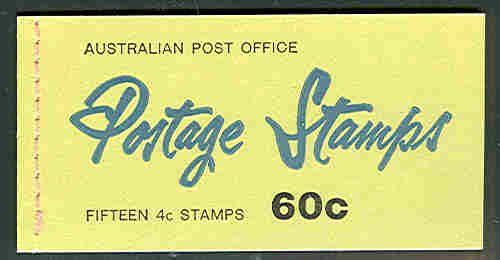 AUSTRALIAN POST OFFICE
Postage Stamps
FIFTEEN 4c STAMPS 60c